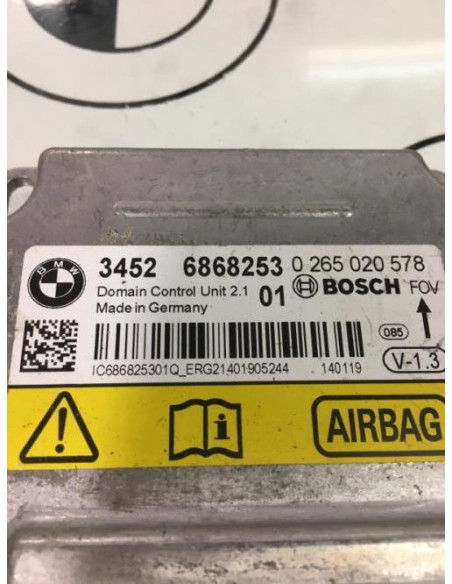 BMW
3452 6868253 0 265 020 578
Domain Control Unit 2.1 01 BOSCH FOV
Made in Germany
085
IC686825301Q_ERG21401905244 140119
V-1.3
i
AIRBAG